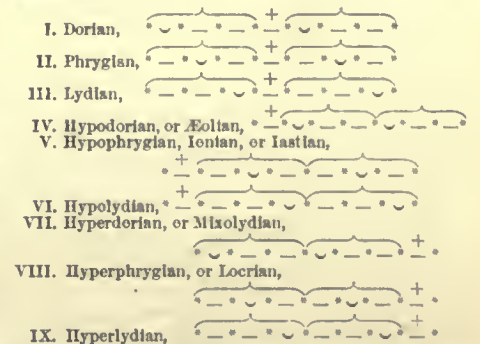 I. Dorian,
II. Phrygian,
III. Lydian,
IV. Hypodorian, or Æolian,
V. Hypophrygian, Ionian, or Iastian,
VI. Hypolydian,
VII. Hyperdorian, or Mixolydian,
VIII. Hyperphrygian, or Locrian,
IX. Hyperlydian,